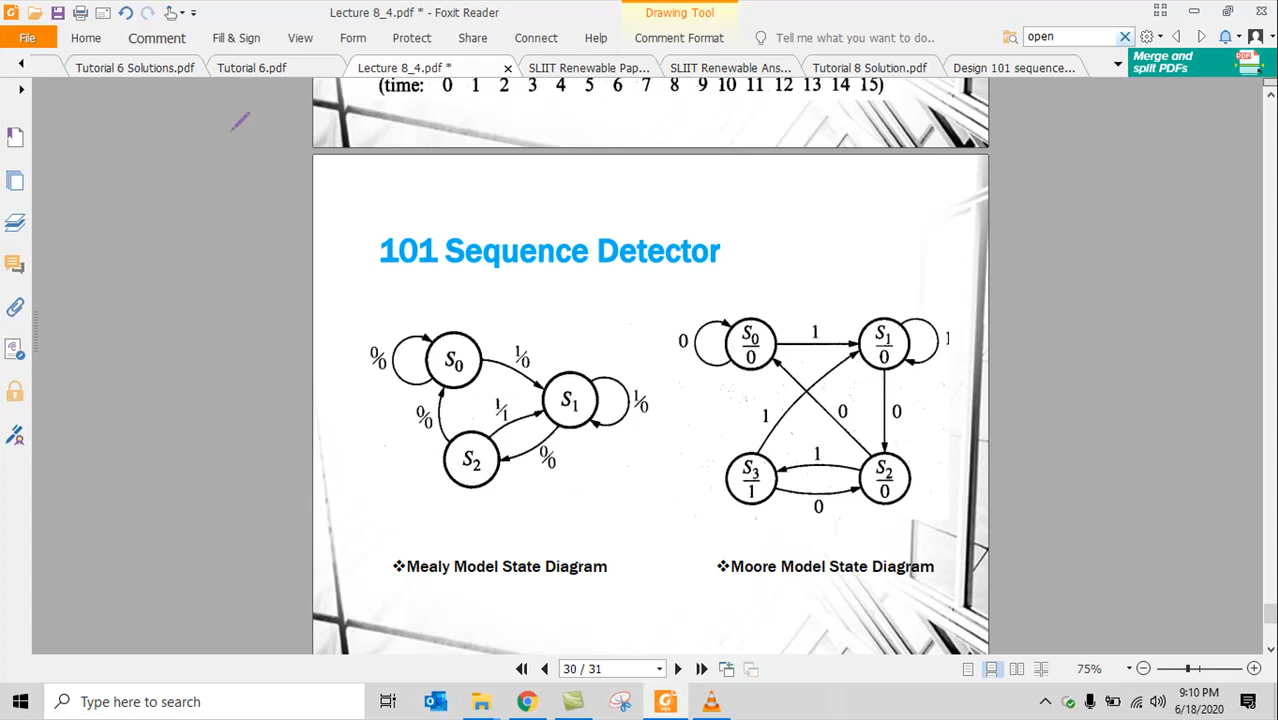 Lecture 8_4.pdf * - Foxit Reader
Drawing Tool
File Home Comment Fill & Sign View Form Protect Share Connect Help Comment Format Tell me what you want to do.. open
Tutorial 6 Solutions.pdf Tutorial 6.pdf Lecture 8_4.pdf * SLIIT Renewable Pap... SLIIT Renewable Ans... Tutorial 8 Solution.pdf Design 101 sequence...
Merge and
split PDFs
(time: 0 1 2 3 4 5 6 7 8 9 10 11 12 13 14 15)
101 Sequence Detector
0/0 S0 1/0
S1 1/0
0/0 1/1
S2 0/0
0 S0 1 S1 1
0 0
1 0 0
S3 1 S2
1 0 0
❖Mealy Model State Diagram
❖Moore Model State Diagram
30 / 31
75%
Type here to search
9:10 PM
6/18/2020